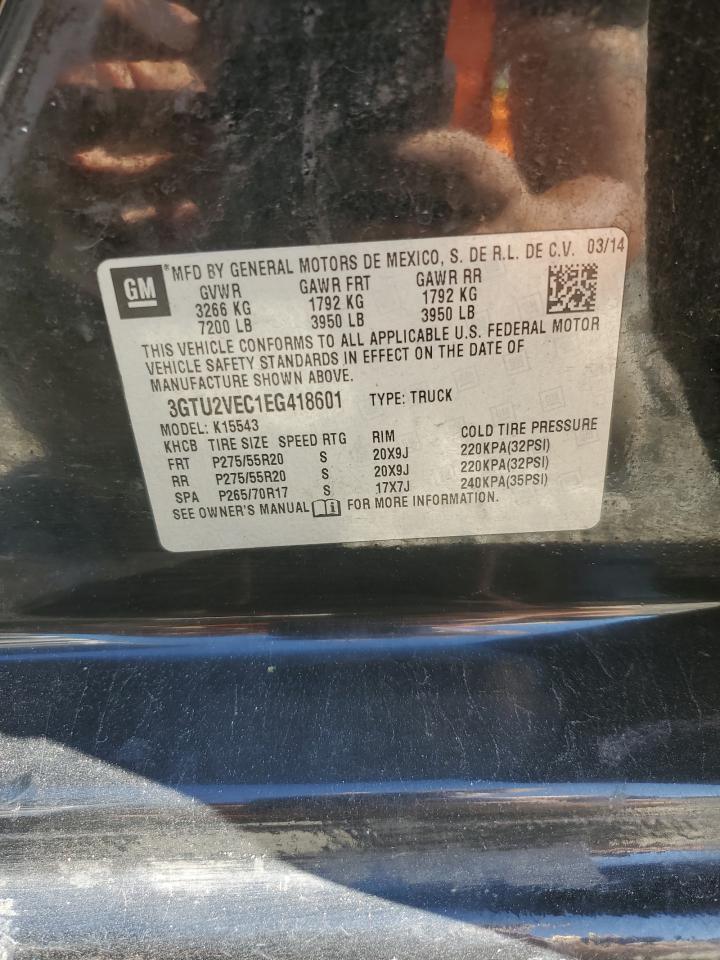 GM
® MFD BY GENERAL MOTORS DE MEXICO, S. DE R.L. DE C.V. 03/14
GVWR GAWR FRT GAWR RR
3266 KG 1792 KG 1792 KG
7200 LB 3950 LB 3950 LB
THIS VEHICLE CONFORMS TO ALL APPLICABLE U.S. FEDERAL MOTOR
VEHICLE SAFETY STANDARDS IN EFFECT ON THE DATE OF
MANUFACTURE SHOWN ABOVE.
3GTU2VEC1EG418601 TYPE: TRUCK
MODEL: K15543
KHCB TIRE SIZE SPEED RTG RIM COLD TIRE PRESSURE
FRT P275/55R20 S 20X9J 220KPA(32PSI)
RR P275/55R20 S 20X9J 220KPA(32PSI)
SPA P265/70R17 S 17X7J 240KPA(35PSI)
SEE OWNER'S MANUAL FOR MORE INFORMATION.